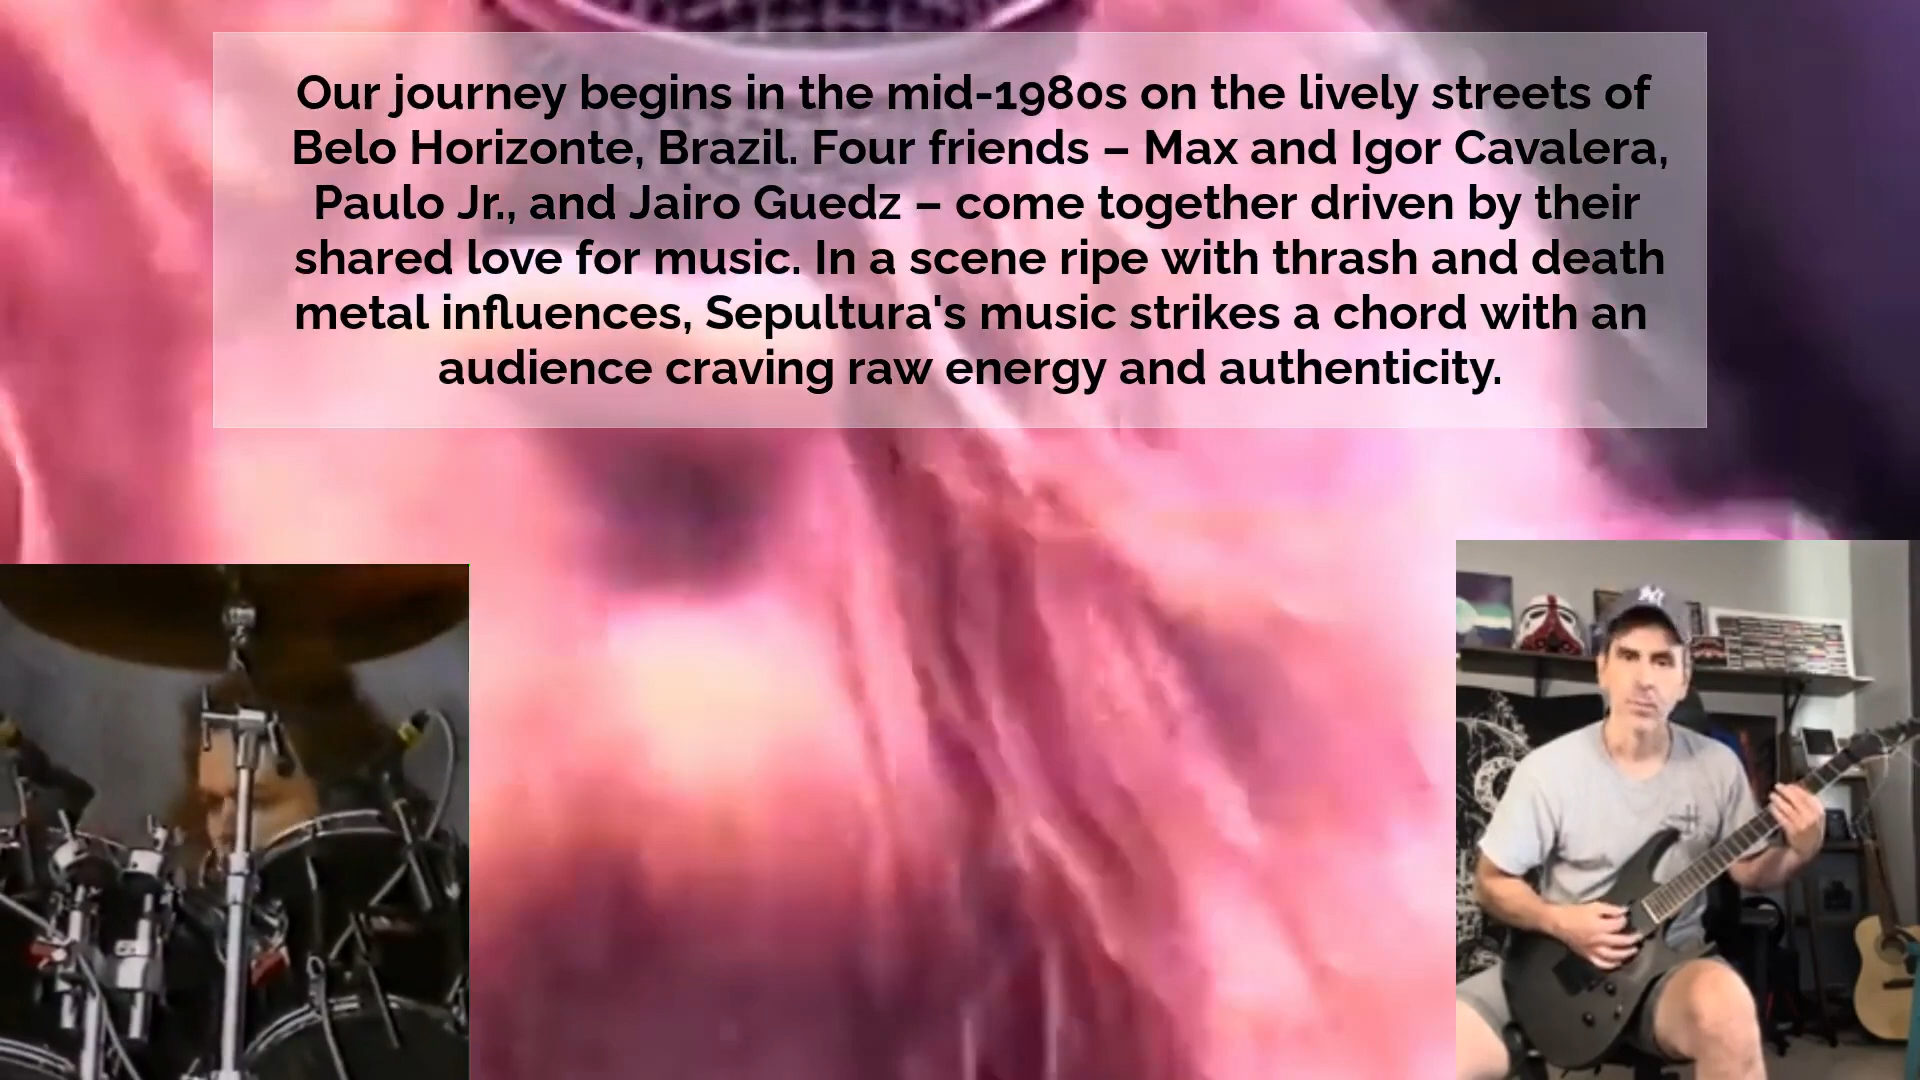 Our journey begins in the mid-1980s on the lively streets of
Belo Horizonte, Brazil. Four friends – Max and Igor Cavalera,
Paulo Jr., and Jairo Guedz – come together driven by their
shared love for music. In a scene ripe with thrash and death
metal influences, Sepultura's music strikes a chord with an
audience craving raw energy and authenticity.